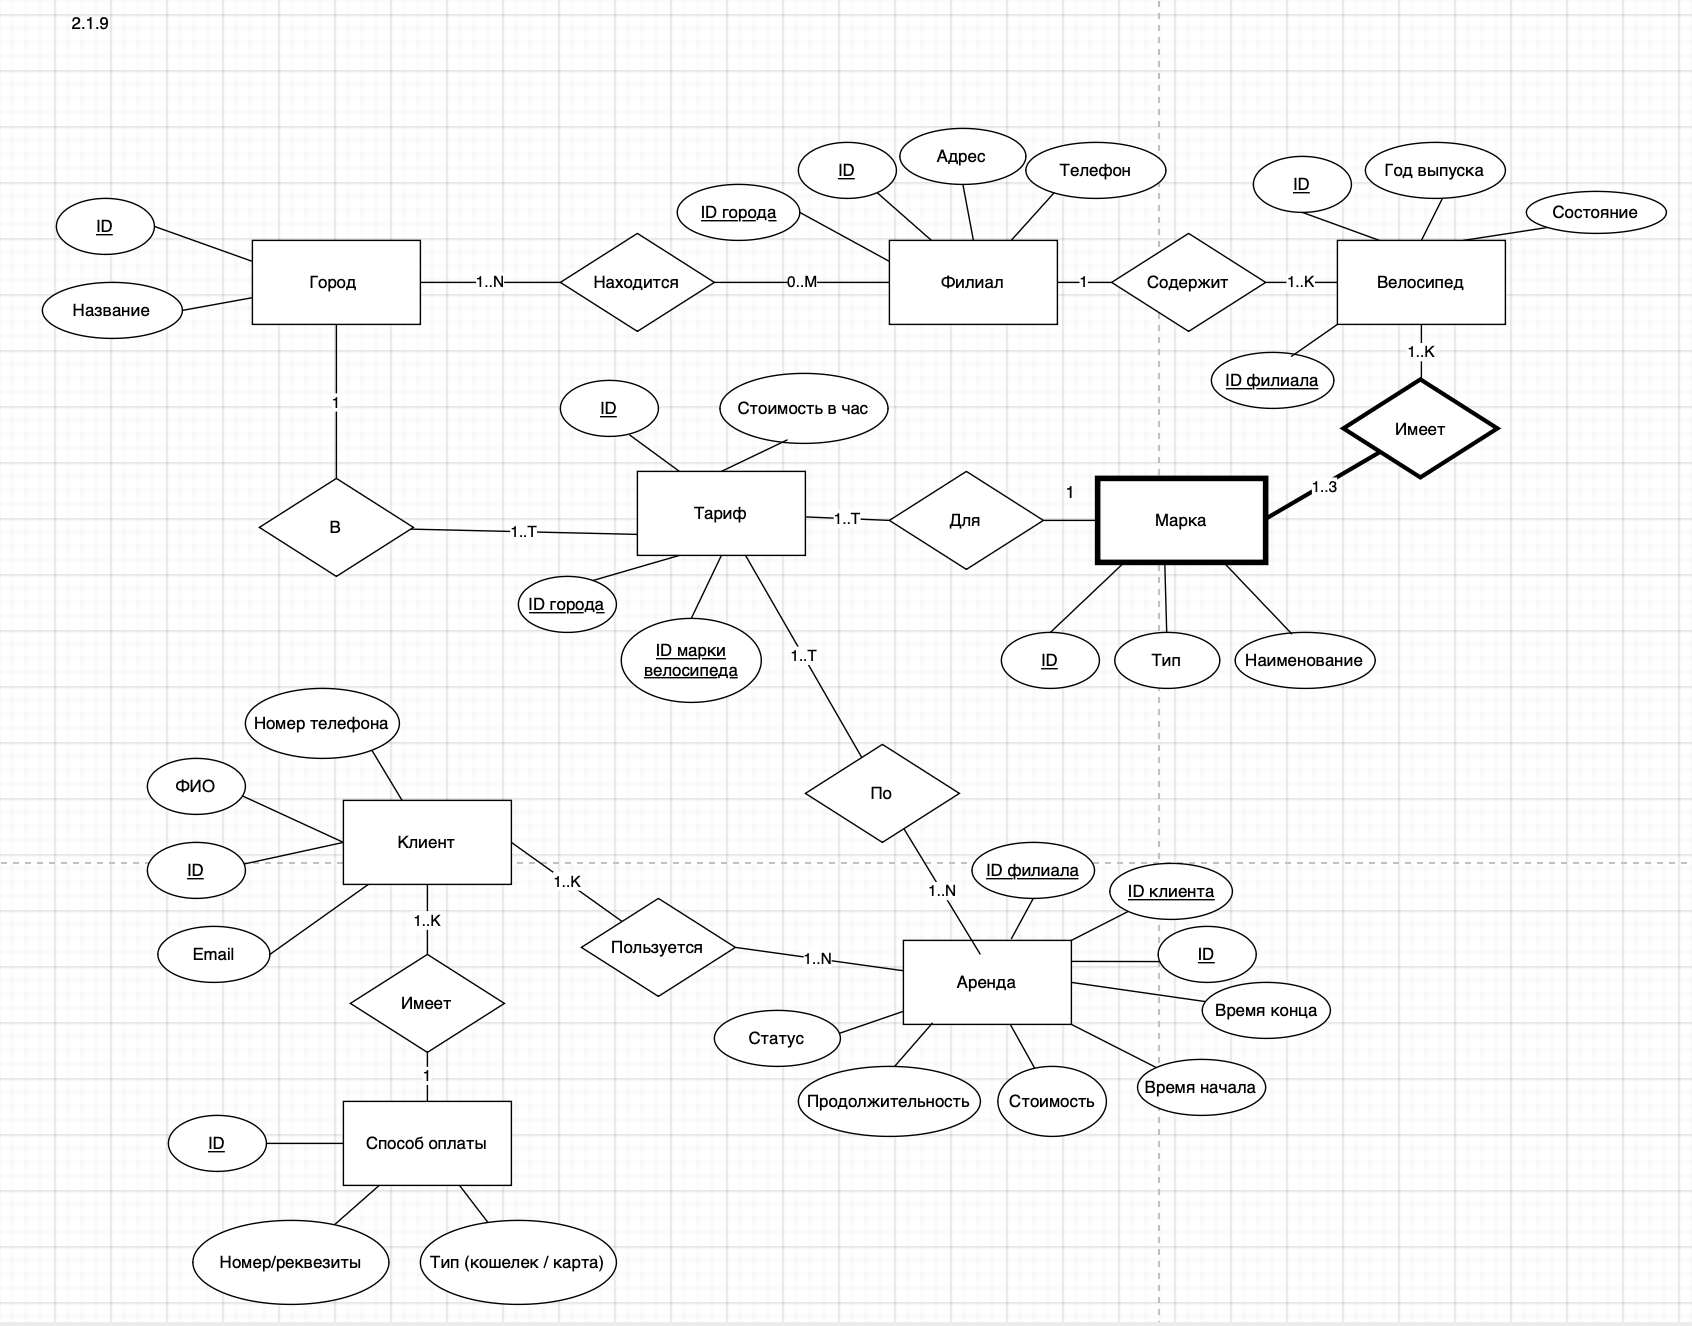 2.1.9
Адрес
ID
Телефон
ID
Год выпуска
ID города
Состояние
ID
Город
1..N
Находится
0..M
Филиал
1
Содержит
1..K
Велосипед
Название
1..K
ID филиала
1
ID
Стоимость в час
Имеет
1..3
1
Тариф
1..T
Для
Марка
В
1..T
ID города
ID марки
велосипеда
1..T
ID
Тип
Наименование
Номер телефона
ФИО
По
Клиент
ID
1..K
ID филиала
1..N
ID клиента
1..K
Email
Пользуется
1..N
ID
Аренда
Имеет
Время конца
Статус
1
Время начала
Продолжительность
Стоимость
ID
Способ оплаты
Номер/реквезиты
Тип (кошелек / карта)